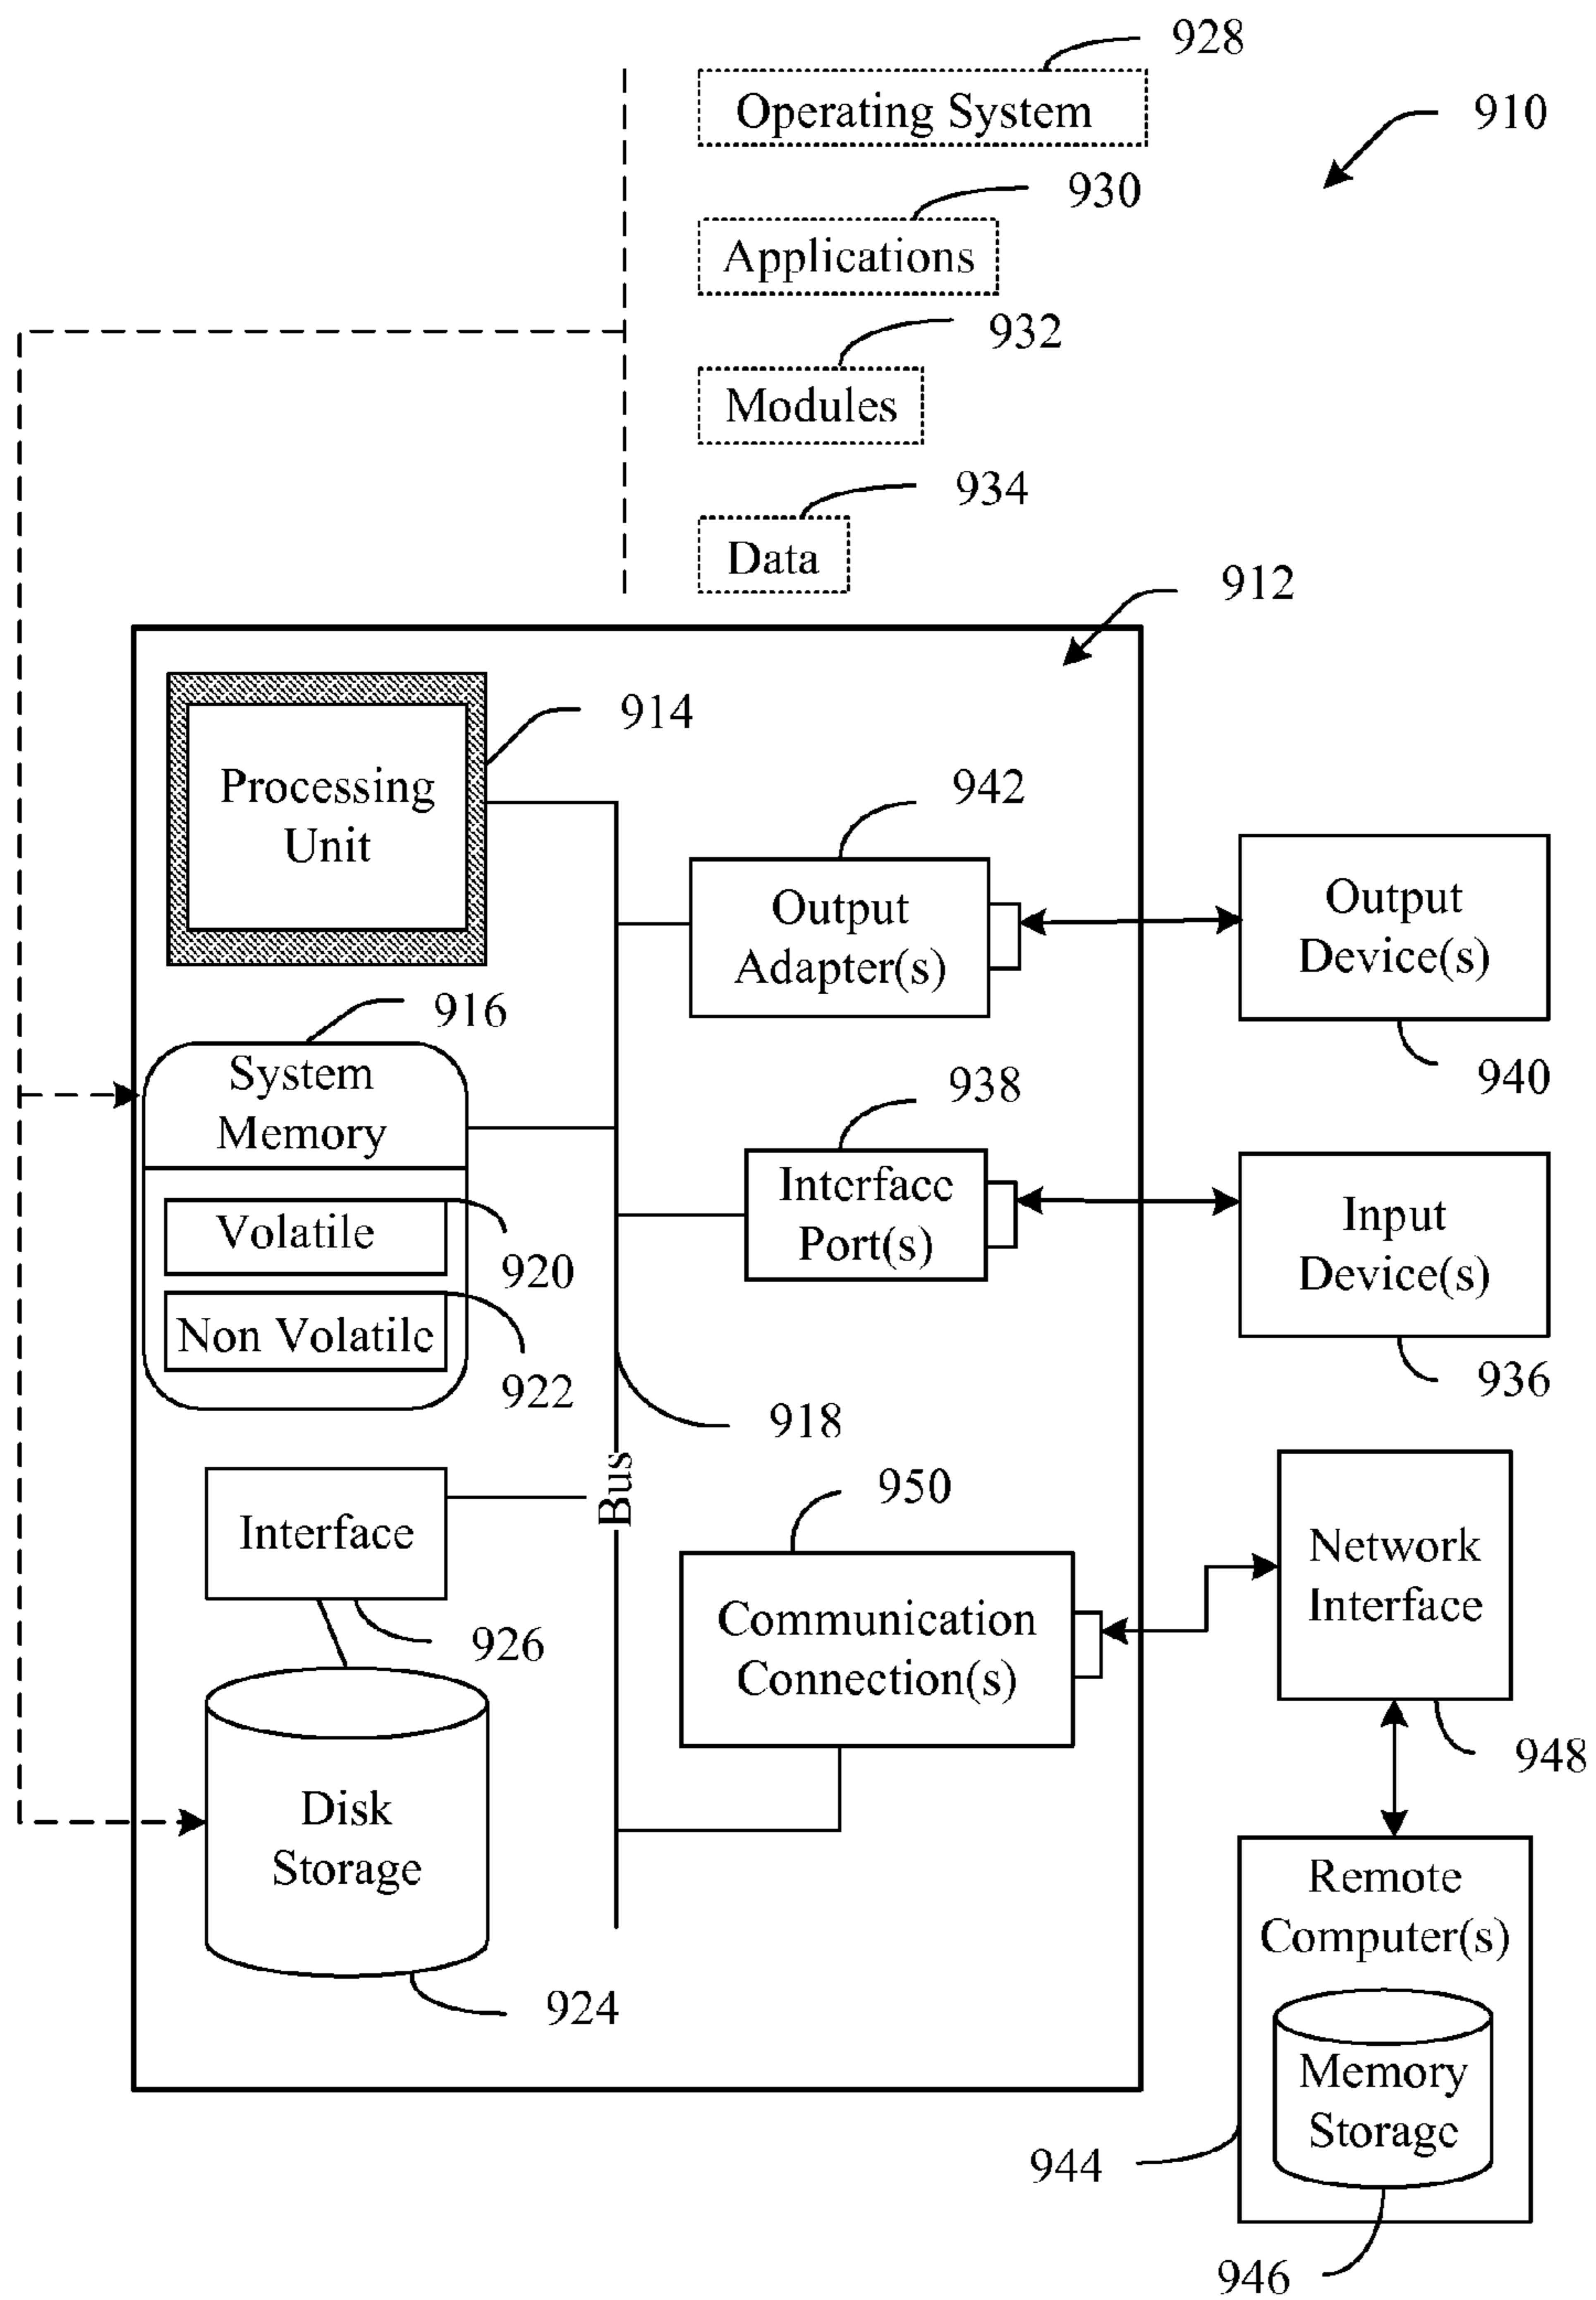 928
Operating System
910
930
Applications
932
Modules
934
Data
912
914
Processing
Unit
942
Output
Adapter(s)
Output
Device(s)
940
916
System
Memory
938
Interface
Port(s)
Input
Device(s)
936
Volatile
920
Non Volatile
922
918
Bus
Interface
926
950
Communication
Connection(s)
Network
Interface
948
Disk
Storage
924
Remote
Computer(s)
Memory
Storage
944
946